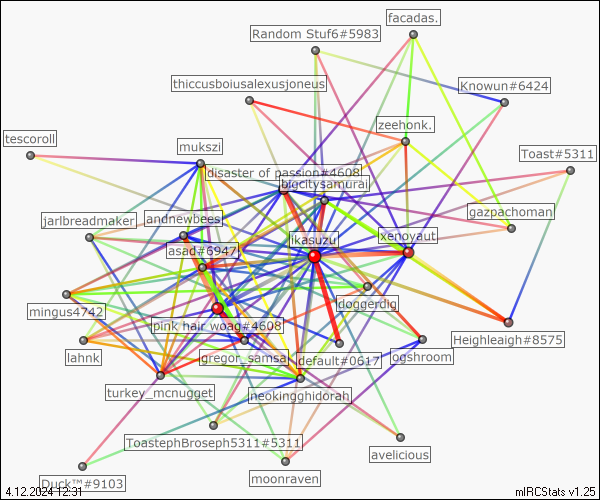 facadas.
Random Stuf6#5983
thiccusboiusalexusjoneus
Knowun#6424
zeehonk.
tescoroll
mukszi
Toast#5311
disaster of passion#4608
bigcitysamurai
jarlbreadmaker
andnewbees
gazpachoman
ikasuzu
xenoyaut
asad#6947
mingus4742
doggerdig
pink hair woag#4608
Heighleaigh#8575
lahnk
gregor_samsa
default#0617
ogshroom
turkey_mcnugget
neokingghidorah
ToastephBroseph5311#5311
avelicious
moonraven
Duck™#9103
4.12.2024 12:31
mIRCStats v1.25